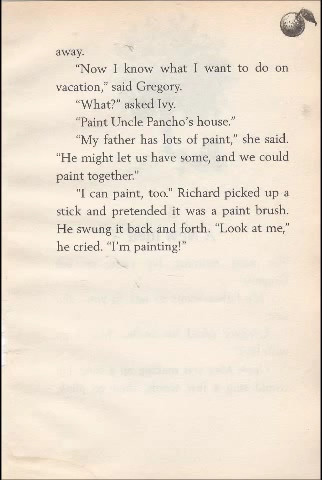 away.
“Now I know what I want to do on
vacation,” said Gregory.
“What?” asked Ivy.
“Paint Uncle Pancho’s house.”
“My father has lots of paint,” she said.
“He might let us have some, and we could
paint together.”
“I can paint, too.” Richard picked up a
stick and pretended it was a paint brush.
He swung it back and forth. “Look at me,”
he cried. “I’m painting!”